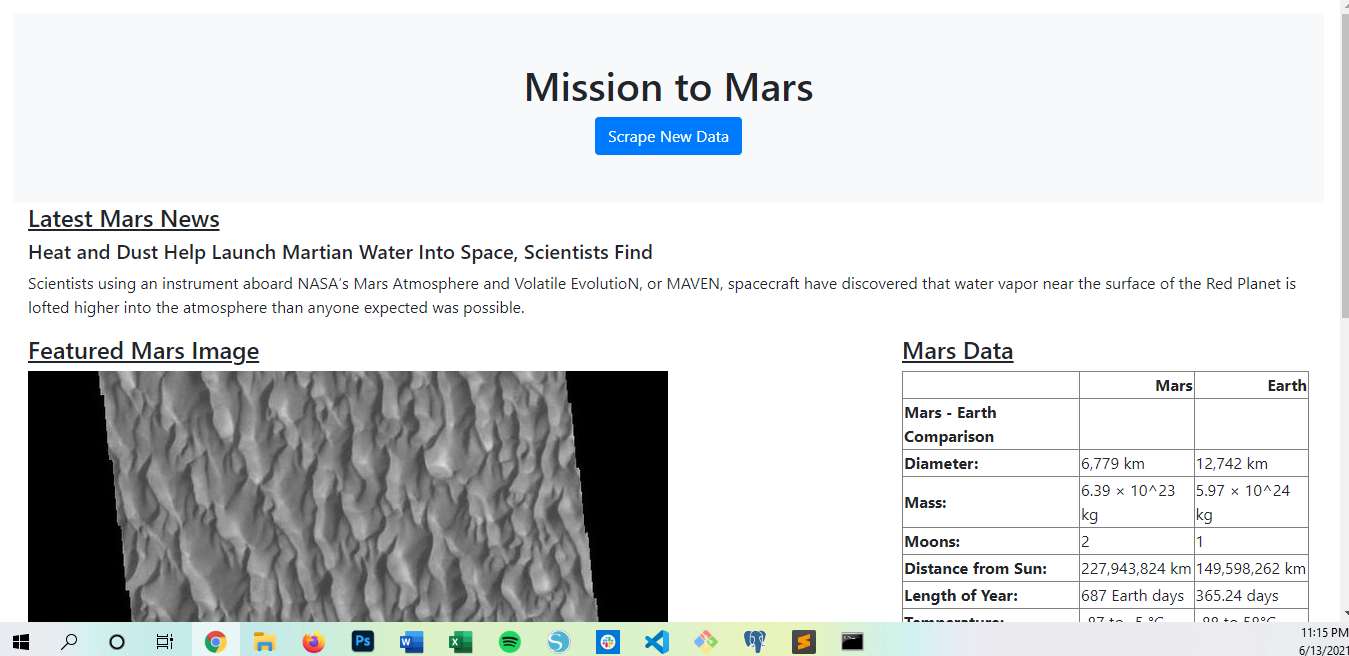 Mission to Mars
Scrape New Data
Latest Mars News
Heat and Dust Help Launch Martian Water Into Space, Scientists Find
Scientists using an instrument aboard NASA’s Mars Atmosphere and Volatile EvolutioN, or MAVEN, spacecraft have discovered that water vapor near the surface of the Red Planet is
lofted higher into the atmosphere than anyone expected was possible.
Featured Mars Image
Mars Data
Mars Earth
Mars - Earth
Comparison
Diameter: 6,779 km 12,742 km
Mass: 6.39 × 10^23 kg 5.97 × 10^24 kg
Moons: 2 1
Distance from Sun: 227,943,824 km 149,598,262 km
Length of Year: 687 Earth days 365.24 days
Temperature:
Ps
W
X
S
11:15 PM
6/13/2021